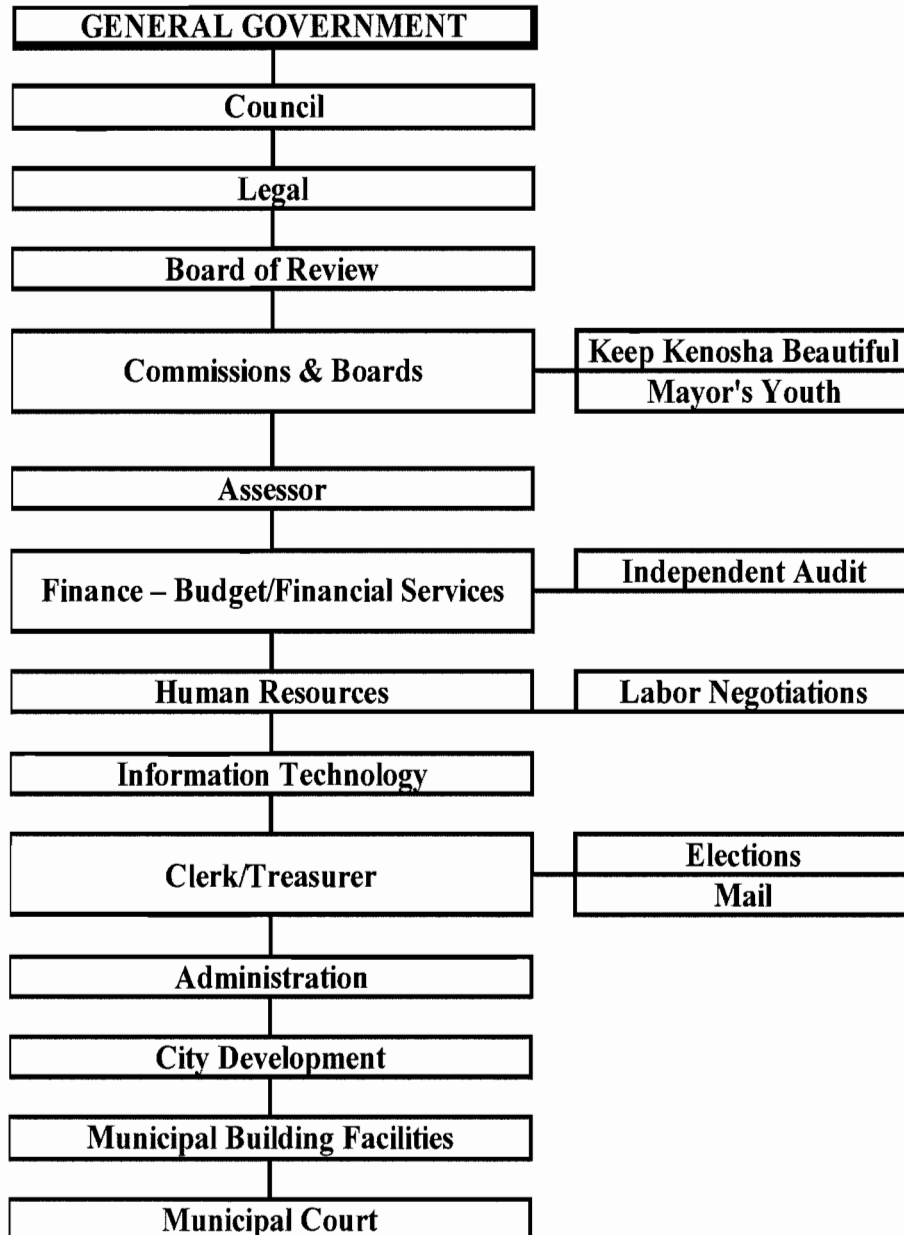 GENERAL GOVERNMENT
Council
Legal
Board of Review
Commissions & Boards
Keep Kenosha Beautiful
Mayor's Youth
Assessor
Finance – Budget/Financial Services
Independent Audit
Human Resources
Labor Negotiations
Information Technology
Clerk/Treasurer
Elections
Mail
Administration
City Development
Municipal Building Facilities
Municipal Court